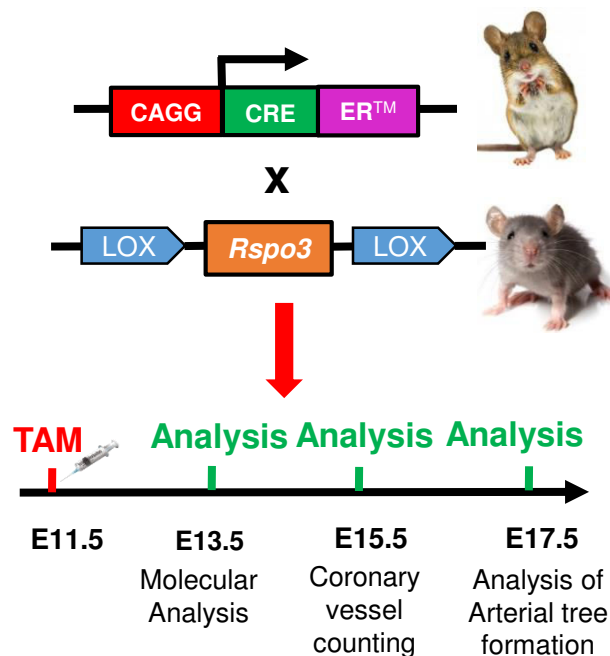 CAGG CRE ER™
X
LOX Rspo3 LOX
TAM Analysis Analysis Analysis
E11.5 E13.5 E15.5 E17.5
Molecular
Analysis
Coronary
vessel
counting
Analysis of
Arterial tree
formation